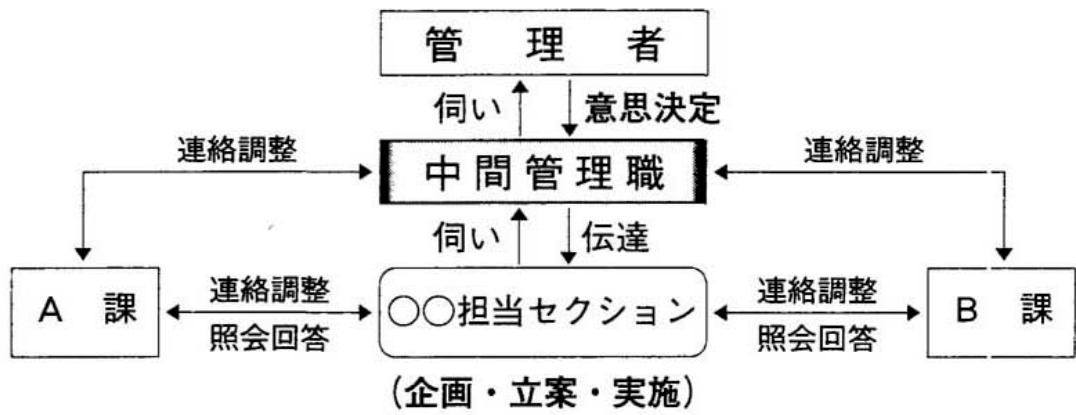 管理者
伺い
意思決定
連絡調整
中間管理職
連絡調整
伺い
伝達
A 課
連絡調整
照会回答
○○担当セクション
連絡調整
照会回答
B 課
(企画・立案・実施)